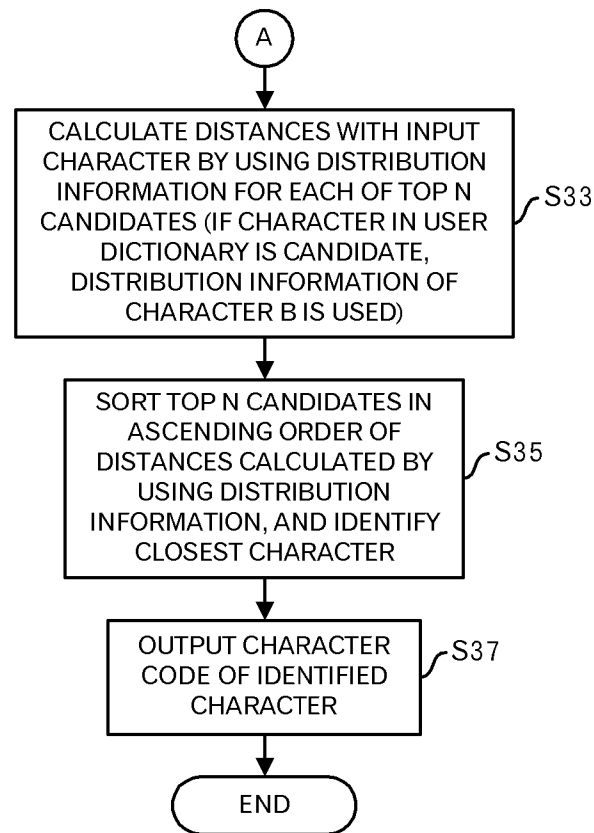 A
CALCULATE DISTANCES WITH INPUT
CHARACTER BY USING DISTRIBUTION
INFORMATION FOR EACH OF TOP N
CANDIDATES (IF CHARACTER IN USER
DICTIONARY IS CANDIDATE,
DISTRIBUTION INFORMATION OF
CHARACTER B IS USED)
S33
SORT TOP N CANDIDATES IN
ASCENDING ORDER OF
DISTANCES CALCULATED BY
USING DISTRIBUTION
INFORMATION, AND IDENTIFY
CLOSEST CHARACTER
S35
OUTPUT CHARACTER
CODE OF IDENTIFIED
CHARACTER
S37
END